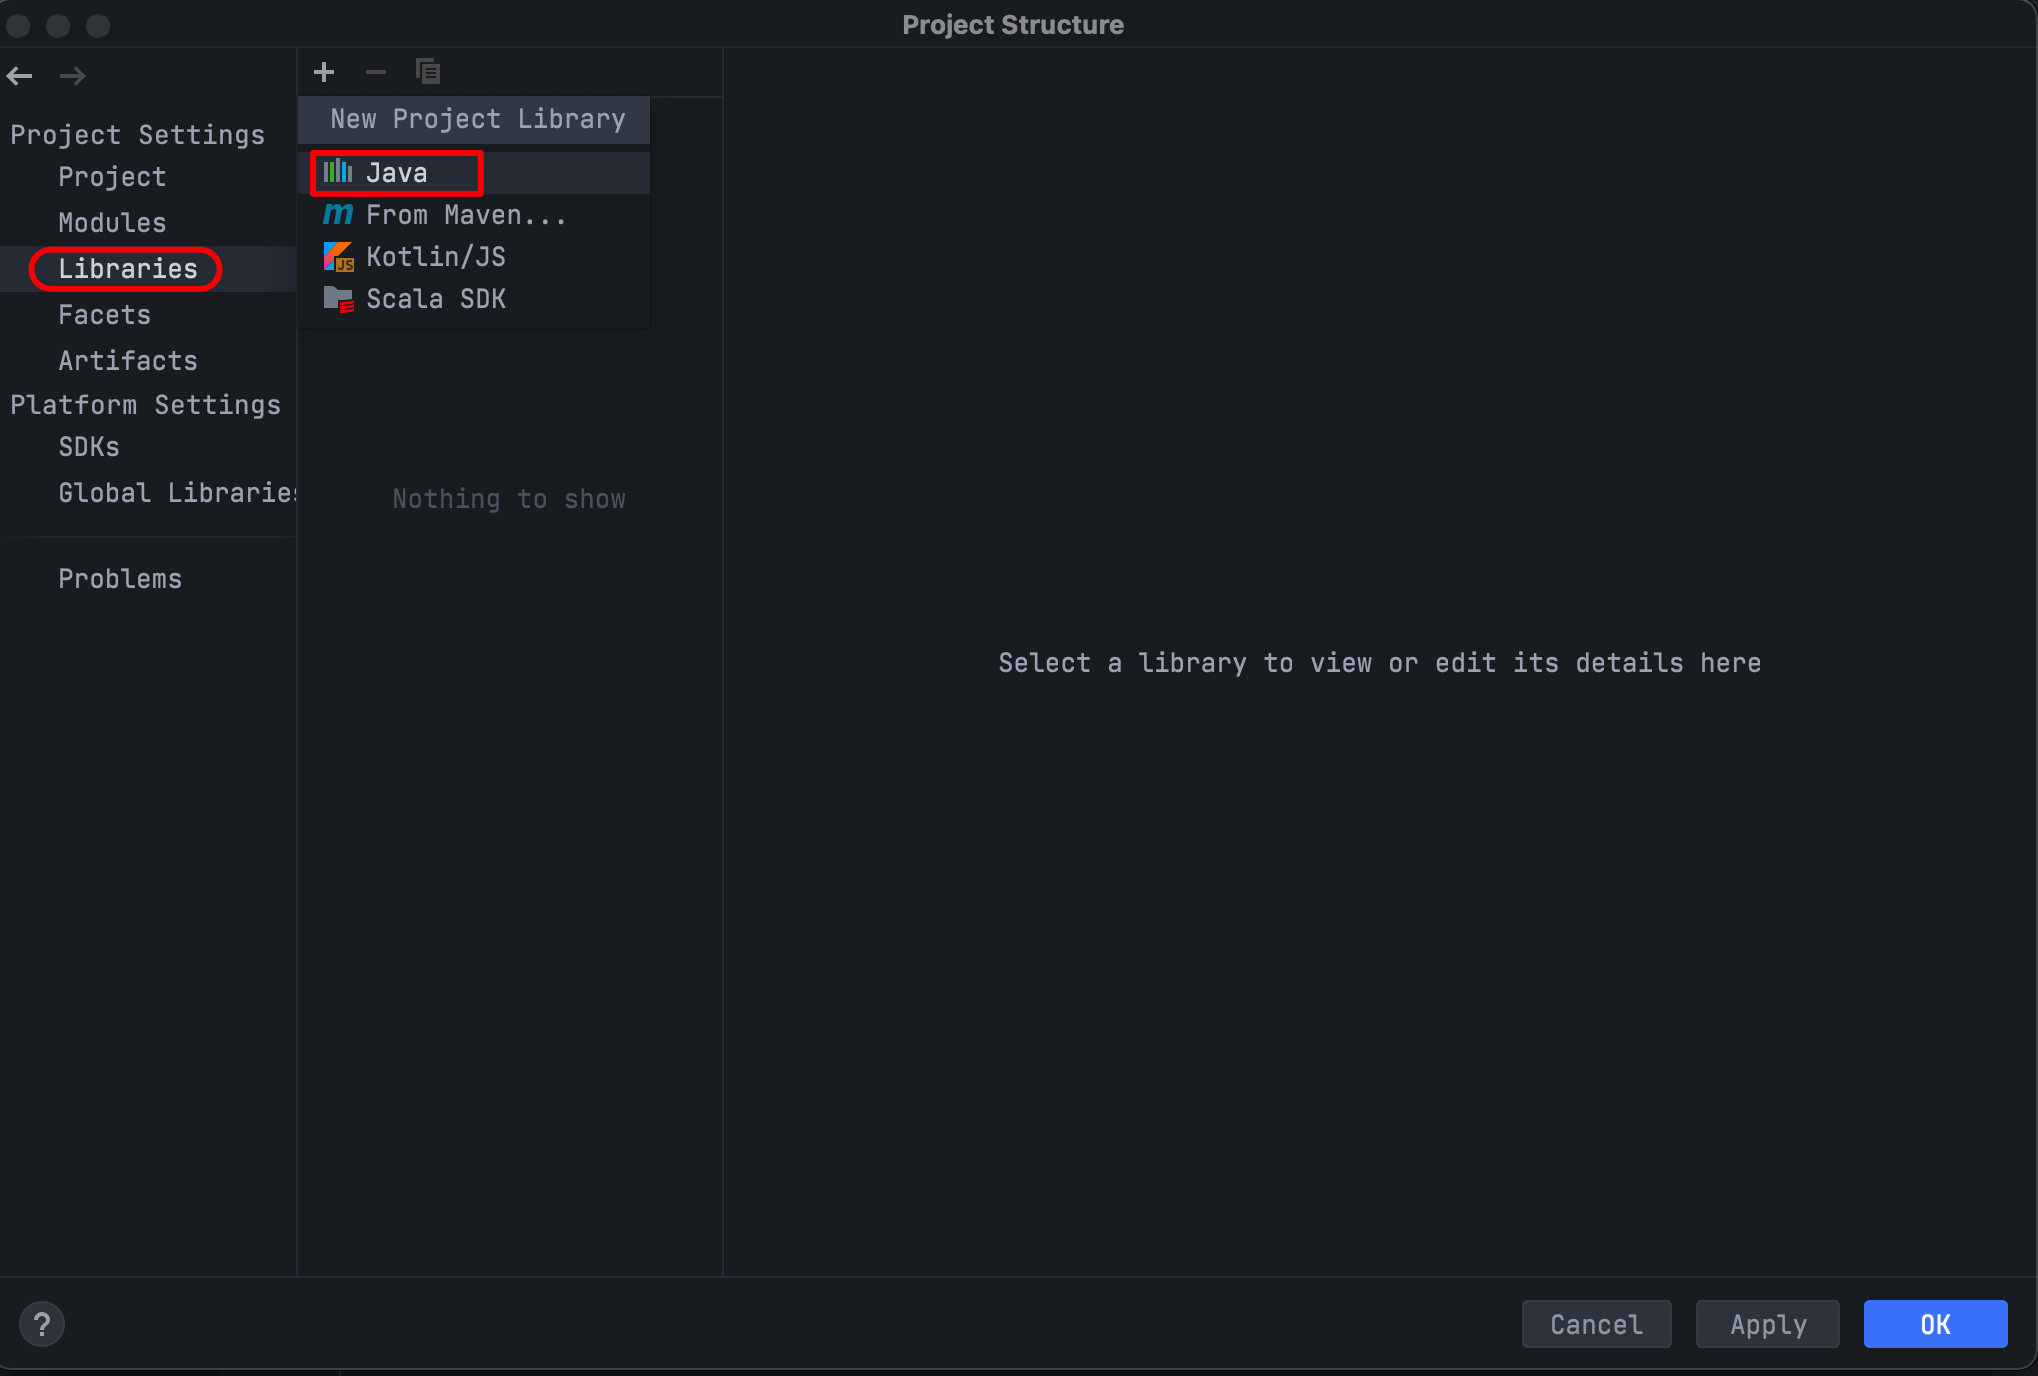 Project Structure
Project Settings
Project
Modules
Libraries
Facets
Artifacts
Platform Settings
SDKs
Global Libraries
Problems
New Project Library
Java
m From Maven...
JS Kotlin/JS
Scala SDK
Nothing to show
Select a library to view or edit its details here
?
Cancel
Apply
OK